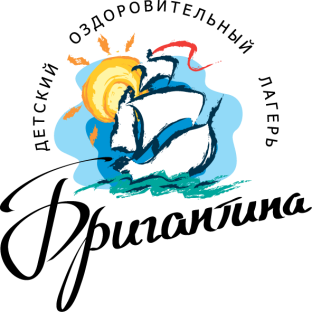 ДЕТСКИЙ ОЗДОРОВИТЕЛЬНЫЙ ЛАГЕРЬ
Бригантина